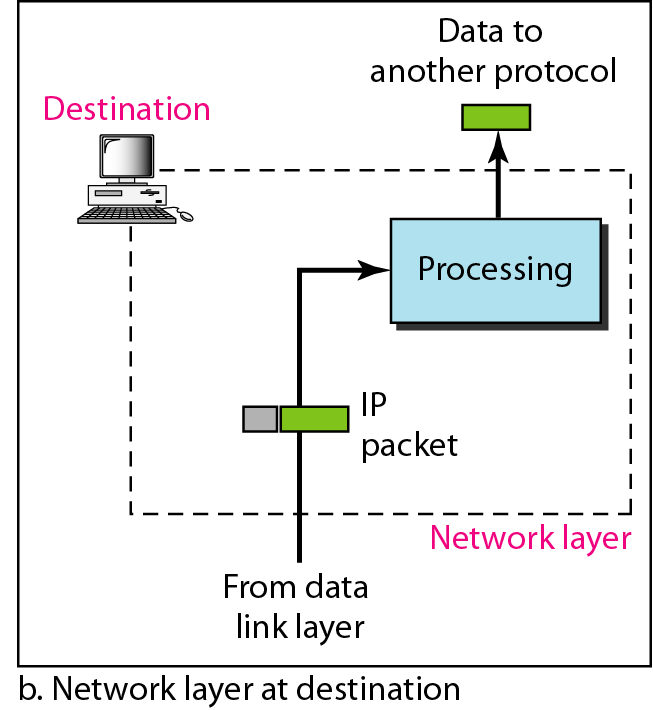 Data to
another protocol
Destination
Processing
IP
packet
Network layer
From data
link layer
b. Network layer at destination